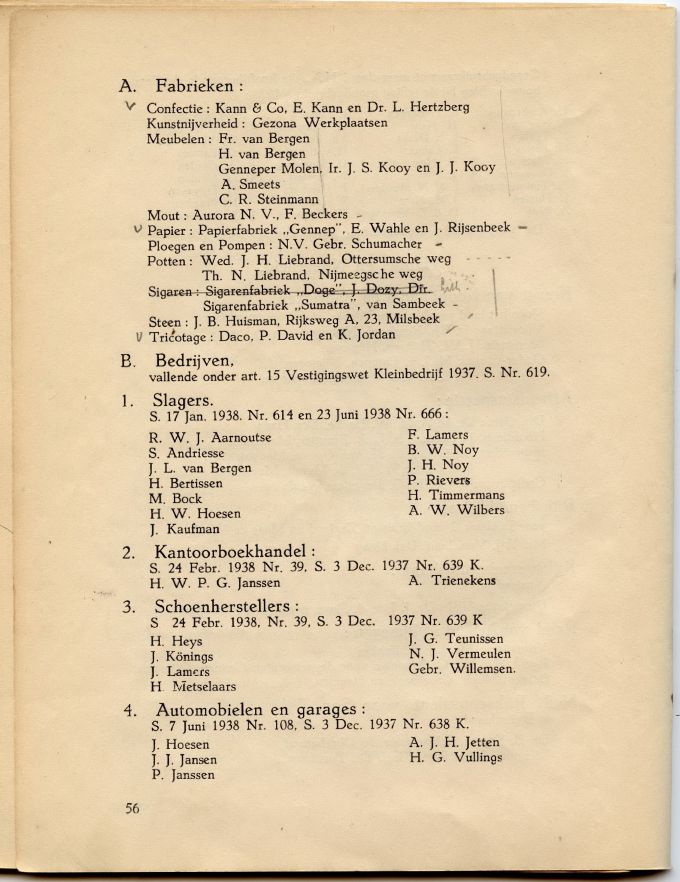 A. Fabrieken :
Confectie : Kann & Co, E. Kann en Dr. L. Hertzberg
Kunstnijverheid : Gezona Werkplaatsen
Meubelen : Fr. van Bergen
H. van Bergen
Genneper Molen, Ir. J. S. Kooy en J. J. Kooy
A. Smeets
C. R. Steinmann
Mout : Aurora N. V., F. Beckers
Papier : Papierfabriek „Gennep", E. Wahle en J. Rijsenbeek
Ploegen en Pompen : N.V. Gebr. Schumacher
Potten : Wed. J. H. Liebrand, Ottersumsche weg
Th. N. Liebrand, Nijmeegsche weg
Sigaren : Sigarenfabriek „Doge", J. Dozy, Dir.
Sigarenfabriek „Sumatra", van Sambeek
Steen : J. B. Huisman, Rijksweg A, 23, Milsbeek
Tricotage : Daco, P. David en K. Jordan
B. Bedrijven,
vallende onder art. 15 Vestigingswet Kleinbedrijf 1937. S. Nr. 619.
1. Slagers.
S. 17 Jan. 1938. Nr. 614 en 23 Juni 1938 Nr. 666 :
R. W. J. Aarnoutse
S. Andriesse
J. L. van Bergen
H. Bertissen
M. Bock
H. W. Hoesen
J. Kaufman
F. Lamers
B. W. Noy
J. H. Noy
P. Rievers
H. Timmermans
A. W. Wilbers
2. Kantoorboekhandel :
S. 24 Febr. 1938 Nr. 39, S. 3 Dec. 1937 Nr. 639 K.
H. W. P. G. Janssen
A. Trienekens
3. Schoenherstellers :
S 24 Febr. 1938, Nr. 39, S. 3 Dec. 1937 Nr. 639 K
H. Heys
J. Könings
J. Lamers
H. Metselaars
J. G. Teunissen
N. J. Vermeulen
Gebr. Willemsen.
4. Automobielen en garages :
S. 7 Juni 1938 Nr. 108, S. 3 Dec. 1937 Nr. 638 K.
J. Hoesen
J. J. Jansen
P. Janssen
A. J. H. Jetten
H. G. Vullings
56